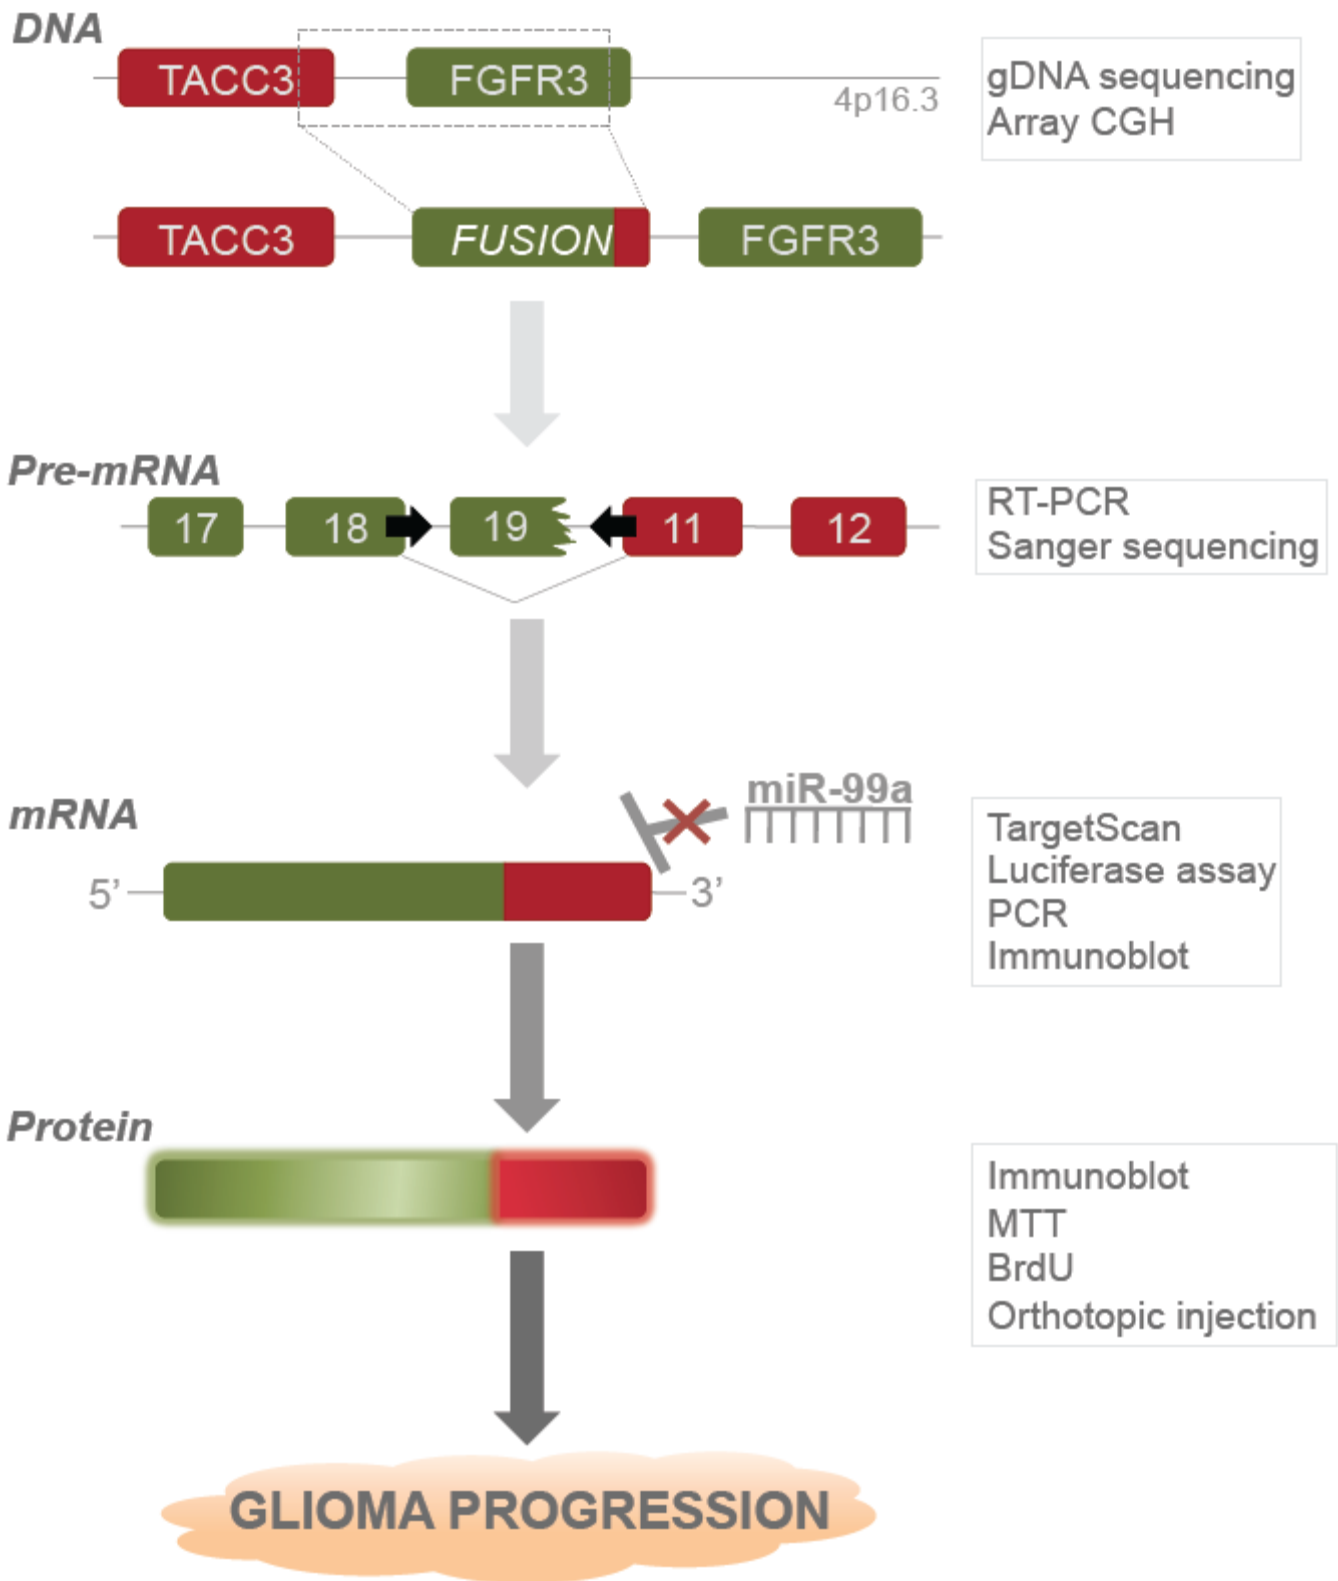 DNA
TACC3 FGFR3
4p16.3
gDNA sequencing
Array CGH
TACC3 FUSION FGFR3
Pre-mRNA
17 18 19 11 12
RT-PCR
Sanger sequencing
mRNA
miR-99a
5’ 3’
TargetScan
Luciferase assay
PCR
Immunoblot
Protein
Immunoblot
MTT
BrdU
Orthotopic injection
GLIOMA PROGRESSION